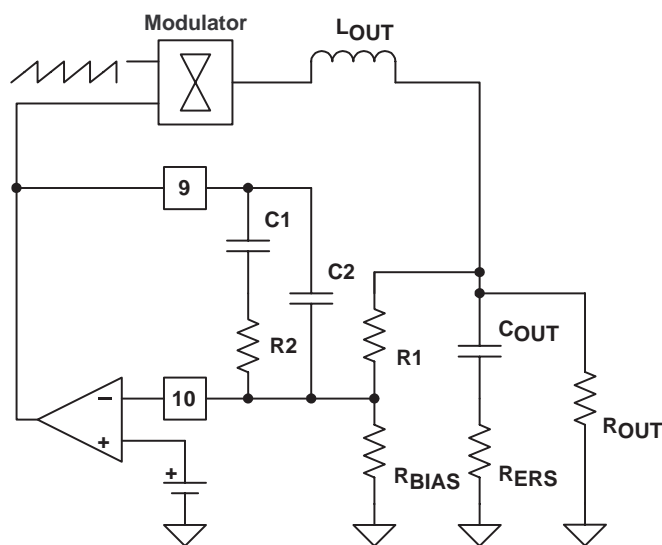 Modulator
LOUT
9
C1
C2
R2
R1
COUT
10
ROUT
RBIAS
RERS
−
+
+